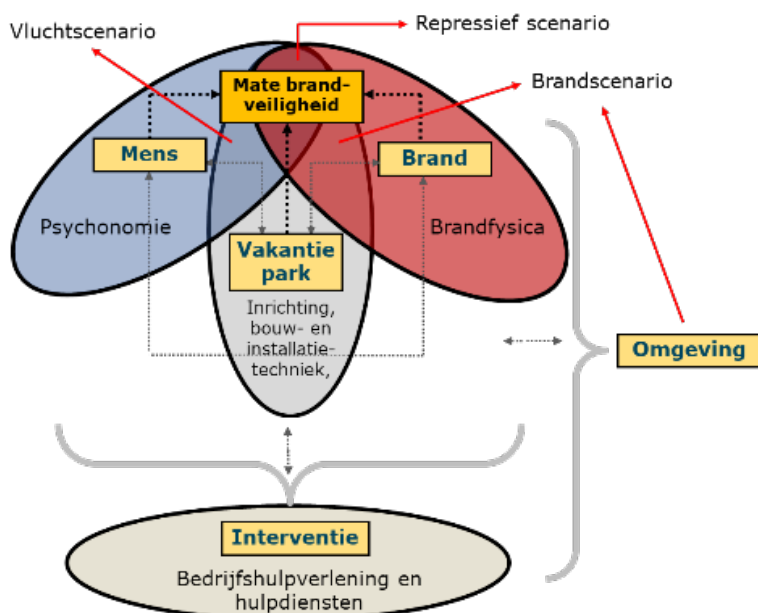 Vluchtscenario
Repressief scenario
Brandscenario
Mate brand-
veiligheid
Mens
Brand
Psychonomie
Brandfysica
Vakantie
park
Inrichting,
bouw- en
installatie-
techniek,
Omgeving
Interventie
Bedrijfshulpverlening en
hulpdiensten